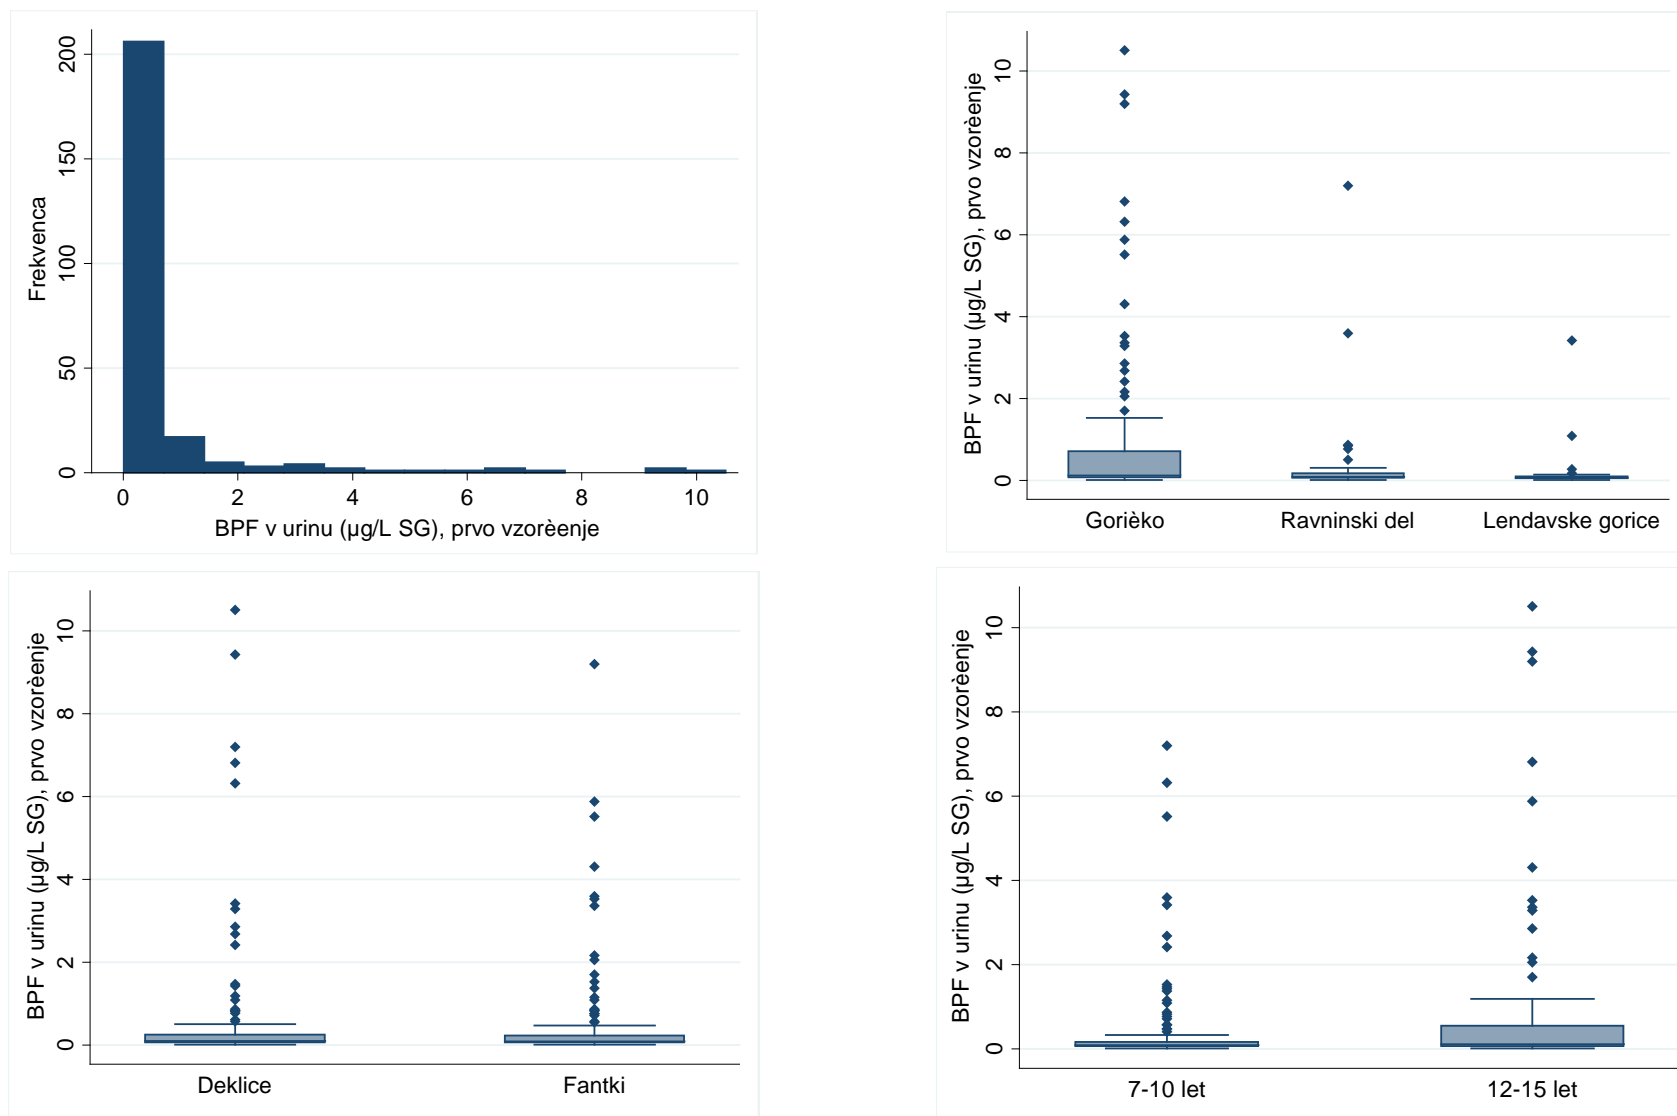 Frekvenca
200
150
100
50
0
0 2 4 6 8 10
BPF v urinu (µg/L SG), prvo vzorèenje
BPF v urinu (µg/L SG), prvo vzorèenje
10
8
6
4
2
0
Gorièko Ravninski del Lendavske gorice
BPF v urinu (µg/L SG), prvo vzorèenje
10
8
6
4
2
0
Deklice Fantki
BPF v urinu (µg/L SG), prvo vzorèenje
10
8
6
4
2
0
7-10 let 12-15 let